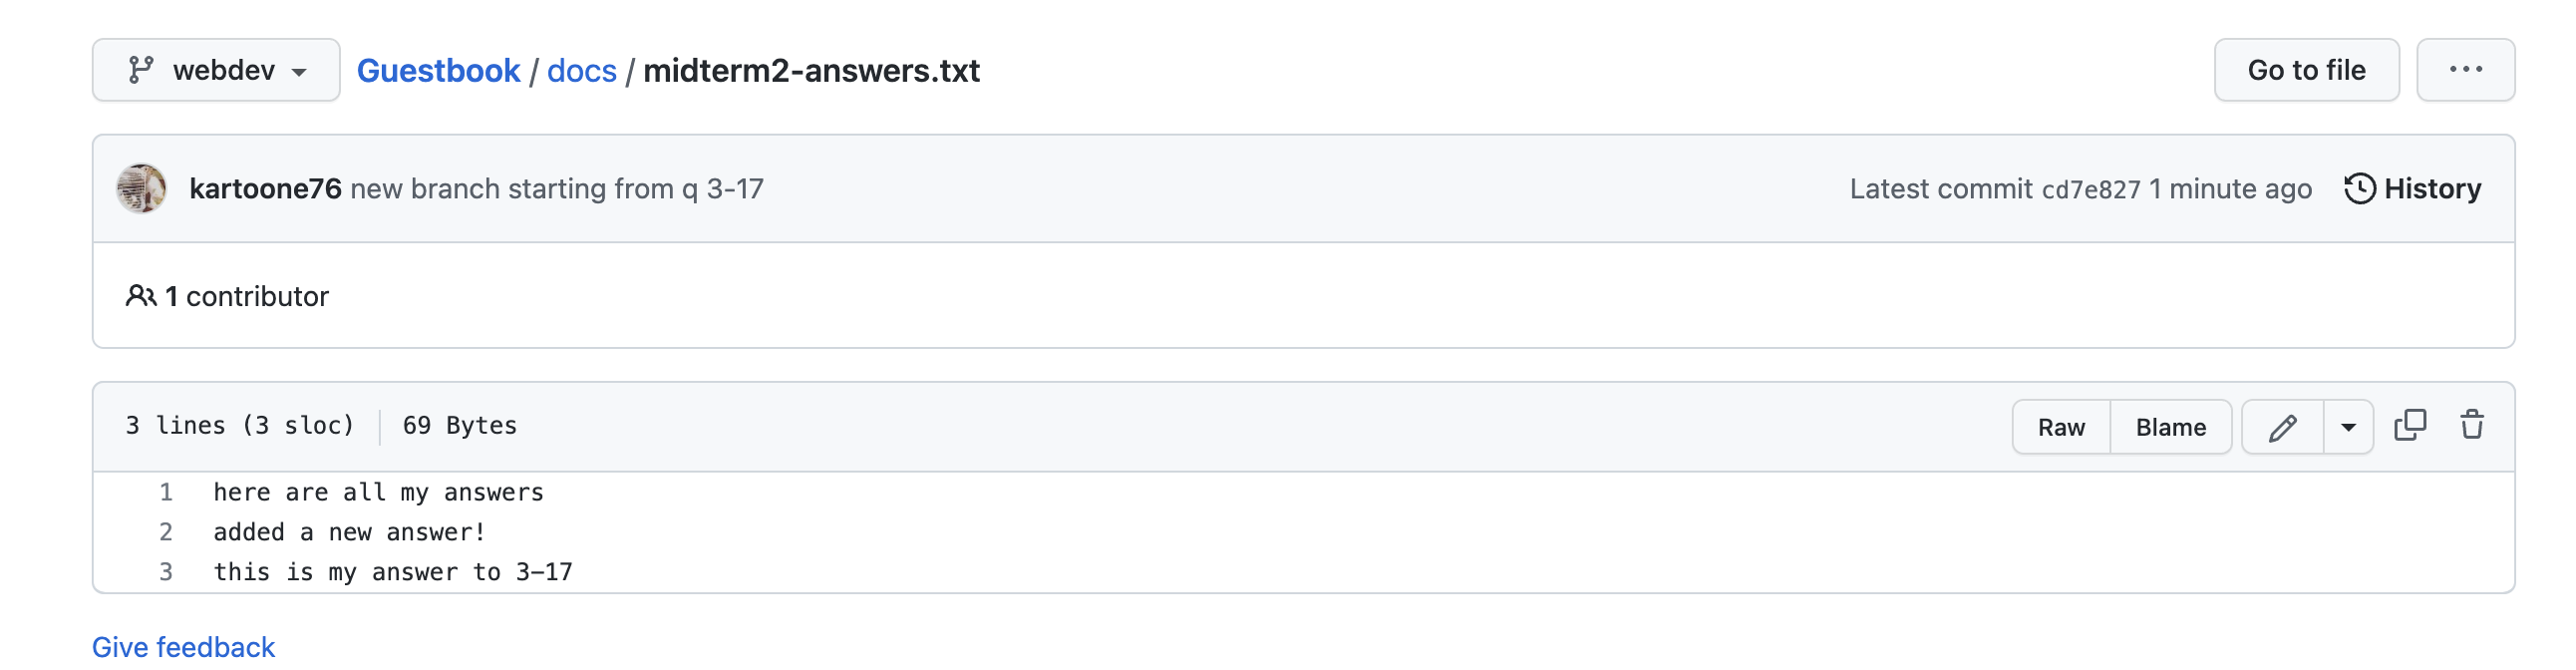 webdev Guestbook / docs / midterm2-answers.txt Go to file ...
kartoone76 new branch starting from q 3-17 Latest commit cd7e827 1 minute ago History
1 contributor
3 lines (3 sloc) 69 Bytes Raw Blame
1 here are all my answers
2 added a new answer!
3 this is my answer to 3-17
Give feedback